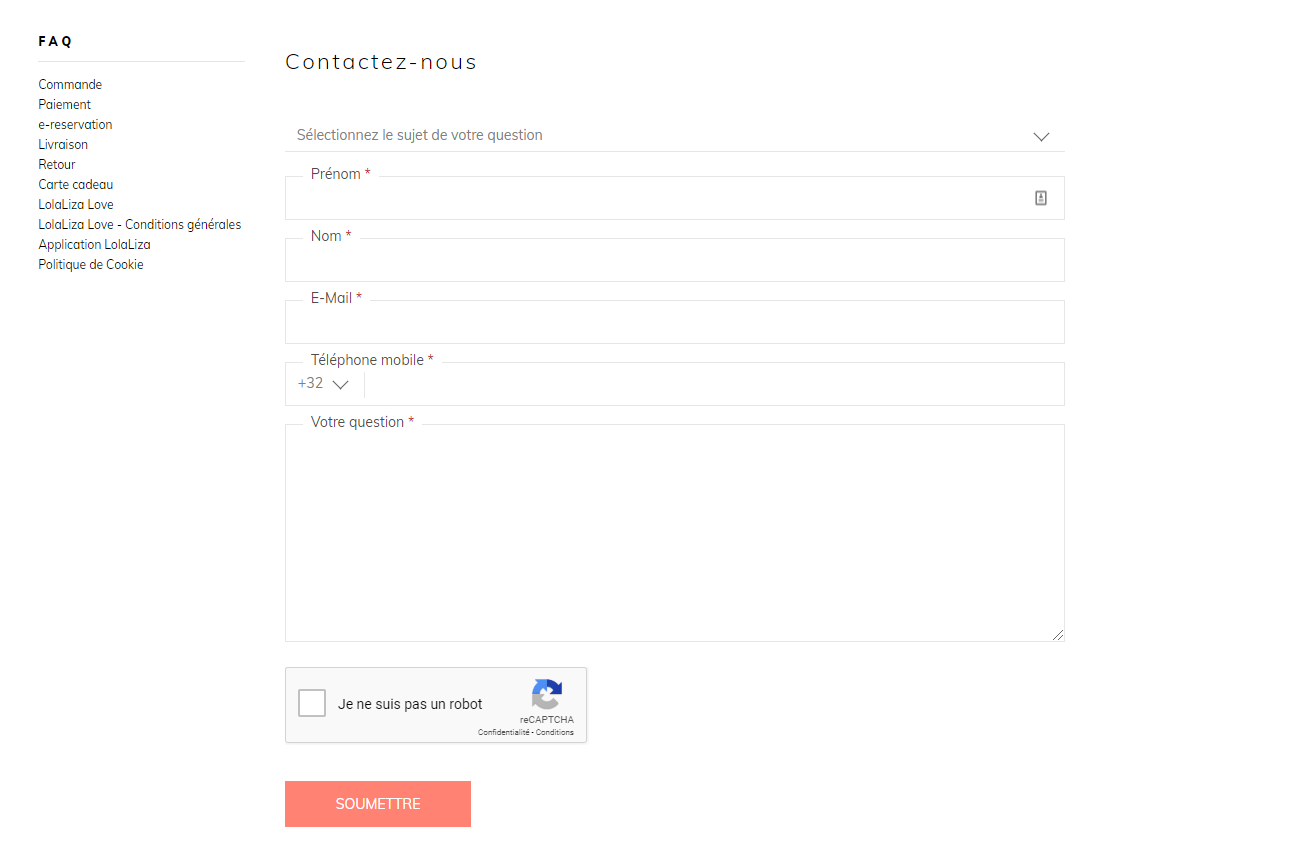 FAQ
Commande
Paiement
e-reservation
Livraison
Retour
Carte cadeau
LolaLiza Love
LolaLiza Love - Conditions générales
Application LolaLiza
Politique de Cookie
Contactez-nous
Sélectionnez le sujet de votre question
Prénom *
Nom *
E-Mail *
Téléphone mobile *
+32
Votre question *
Je ne suis pas un robot
reCAPTCHA
Confidentialité - Conditions
SOUMETTRE